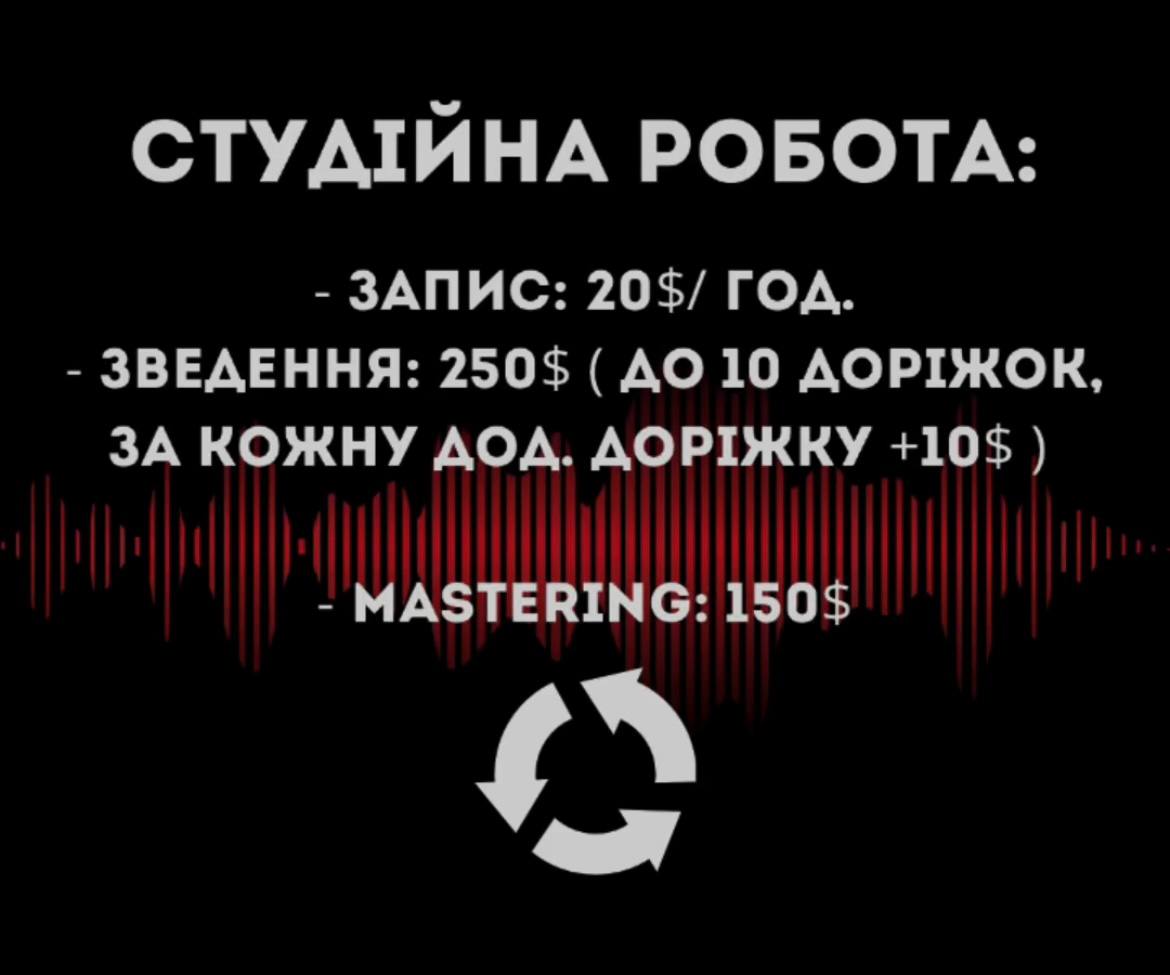 СТУДІЙНА РОБОТА:
- ЗАПИС: 20$/ ГОД.
- ЗВЕДЕННЯ: 250$ ( ДО 10 ДОРІЖОК,
ЗА КОЖНУ ДОД. ДОРІЖКУ +10$ )
- MASTERING: 150$